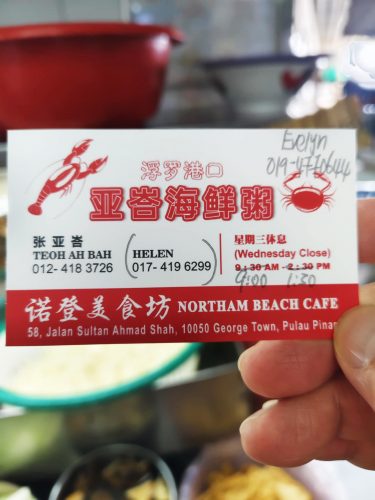 Evelyn
019-4770644
浮罗港口
亚峇海鲜粥
张亚峇
TEOH AH BAH
012- 418 3726
HELEN
017- 419 6299
星期三休息
(Wednesday Close)
9 : 30 AM - 2 : 30 PM
9:00 1:30
诺登美食坊 NORTHAM BEACH CAFE
58, Jalan Sultan Ahmad Shah, 10050 George Town, Pulau Pinan